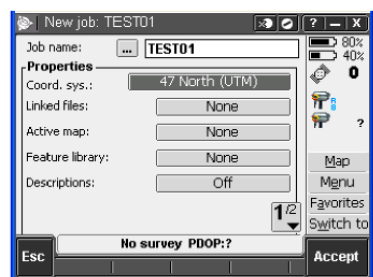 New job: TEST01
? – X
Job name: ... TEST01
Properties
Coord. sys.: 47 North (UTM)
Linked files: None
Active map: None
Feature library: None
Descriptions: Off
1/2
80%
40%
0
?
Map
Menu
Favorites
Switch to
No survey PDOP:?
Esc
Accept